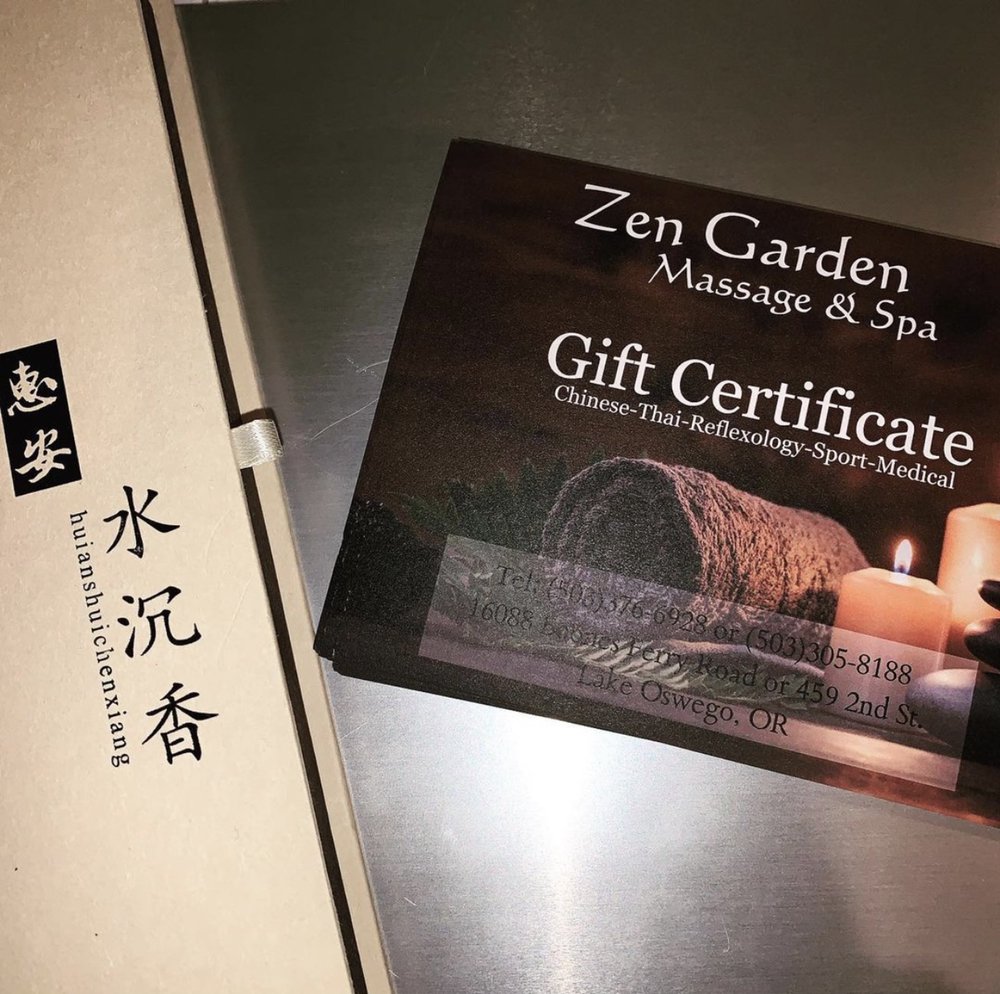 惠安
水沉香
huianshuichenxiang
Zen Garden
Massage & Spa
Gift Certificate
Chinese-Thai-Reflexology-Sport-Medical
Tel: (503)376-6928 or (503)305-8188
16088 Boones Ferry Road or 459 2nd St.
Lake Oswego, OR